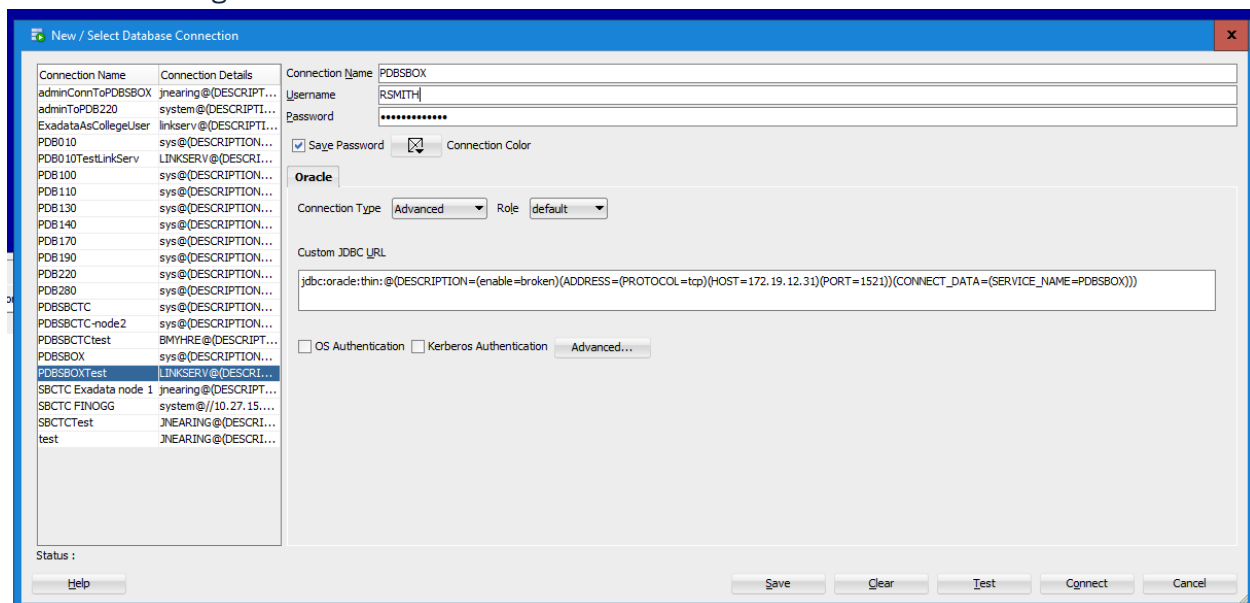 New / Select Database Connection
x
Connection Name Connection Details
adminConnToPDBSBOX jnearing@(DESCRIPT...
adminToPDB220 system@(DESCRIPTI...
ExadataAsCollegeUser linkserv@(DESCRIPTI...
PDB010 sys@(DESCRIPTION...
PDB010TestLinkServ LINKSERV@(DESCRI...
PDB100 sys@(DESCRIPTION...
PDB110 sys@(DESCRIPTION...
PDB130 sys@(DESCRIPTION...
PDB140 sys@(DESCRIPTION...
PDB170 sys@(DESCRIPTION...
PDB190 sys@(DESCRIPTION...
PDB220 sys@(DESCRIPTION...
PDB280 sys@(DESCRIPTION...
PDBSBCTC sys@(DESCRIPTION...
PDBSBCTC-node2 sys@(DESCRIPTION...
PDBSBCTCtest BMYHRE@(DESCRIPT...
PDBSBOX sys@(DESCRIPTION...
PDBSBOXTest LINKSERV@(DESCRI...
SBCTC Exadata node 1 jnearing@(DESCRIPT...
SBCTC FINOGG system@//10.27.15....
SBCTCTest JNEARING@(DESCRI...
test JNEARING@(DESCRI...
Connection Name PDBSBOX
Username RSMITH
Password •••••••••••••
Save Password Connection Color
Oracle
Connection Type Advanced Role default
Custom JDBC URL
jdbc:oracle:thin:@(DESCRIPTION=(enable=broken)(ADDRESS=(PROTOCOL=tcp)(HOST=172.19.12.31)(PORT=1521))(CONNECT_DATA=(SERVICE_NAME=PDBSBOX)))
OS Authentication Kerberos Authentication Advanced...
Status :
Help Save Clear Test Connect Cancel